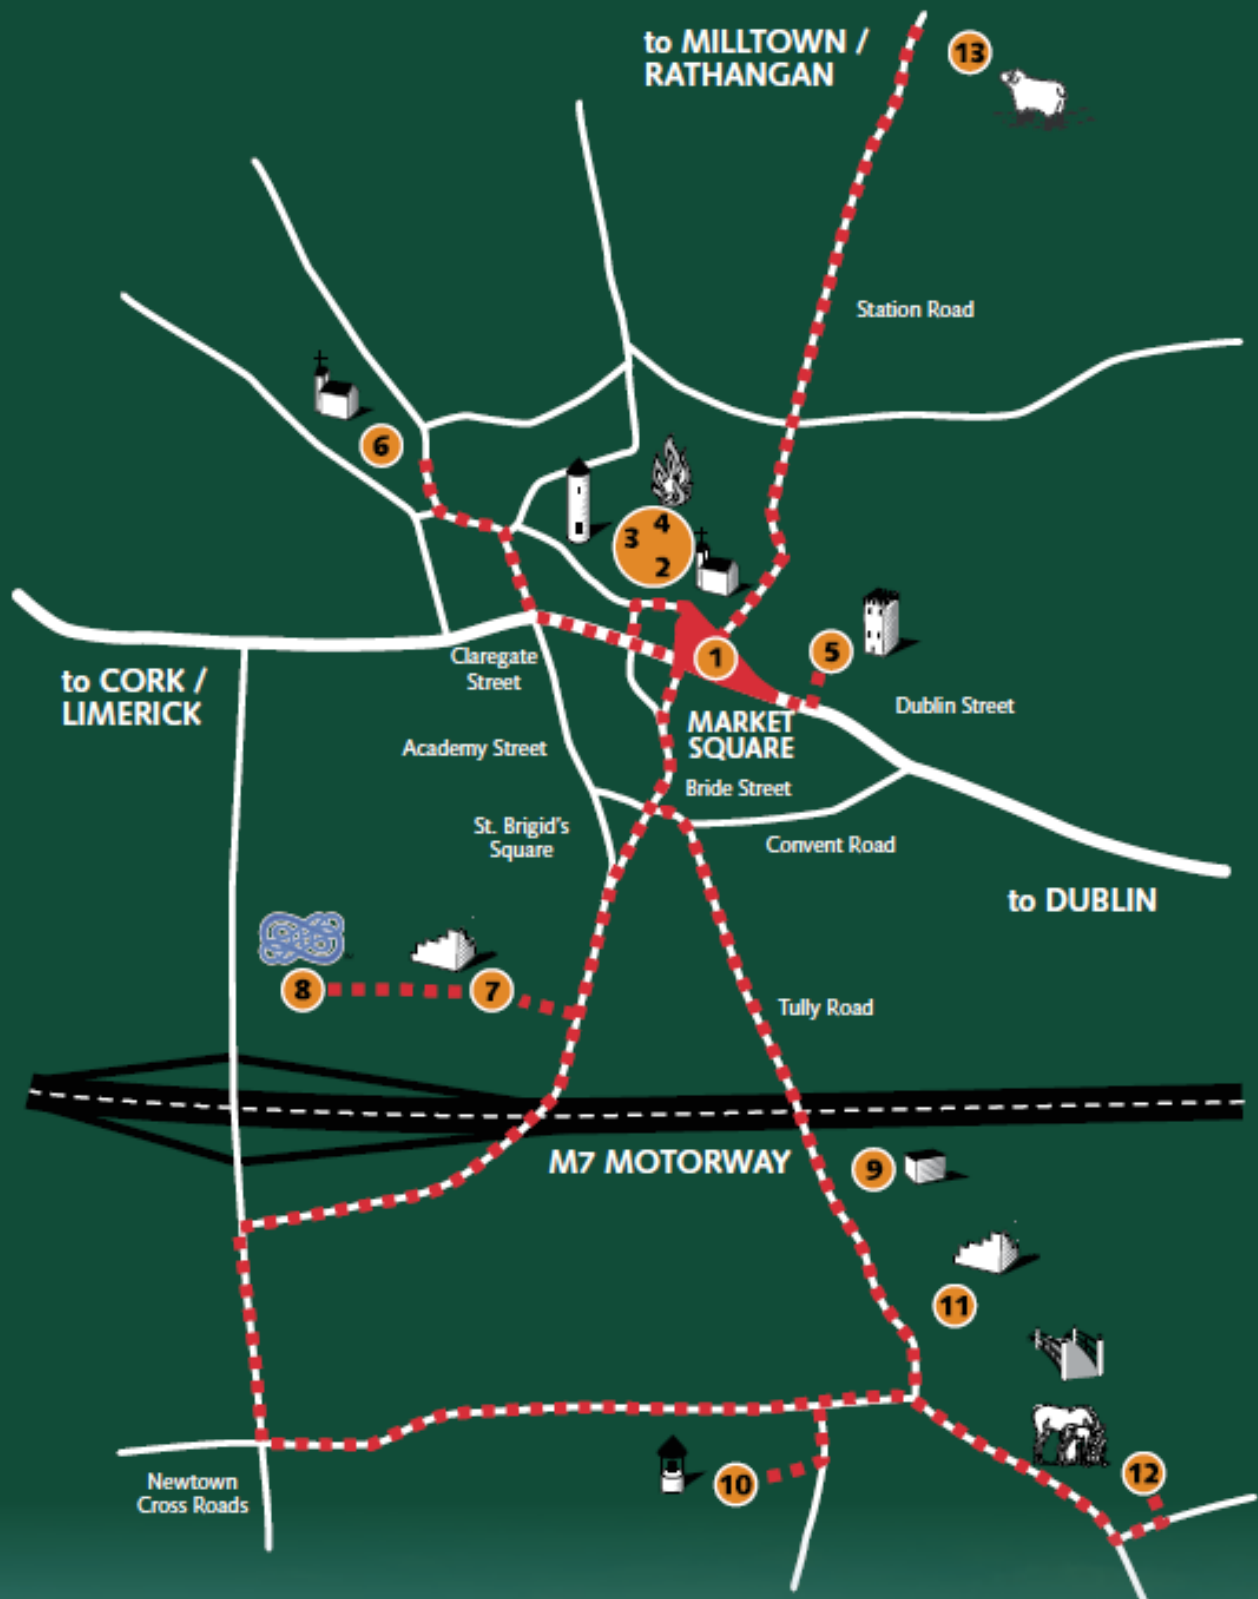 to MILLTOWN /
RATHANGAN
13
Station Road
6
4
3
2
1
5
Claregate
Street
to CORK /
LIMERICK
Dublin Street
MARKET
SQUARE
Academy Street
Bride Street
St. Brigid's
Square
Convent Road
to DUBLIN
8
7
Tully Road
M7 MOTORWAY
9
11
12
10
Newtown
Cross Roads